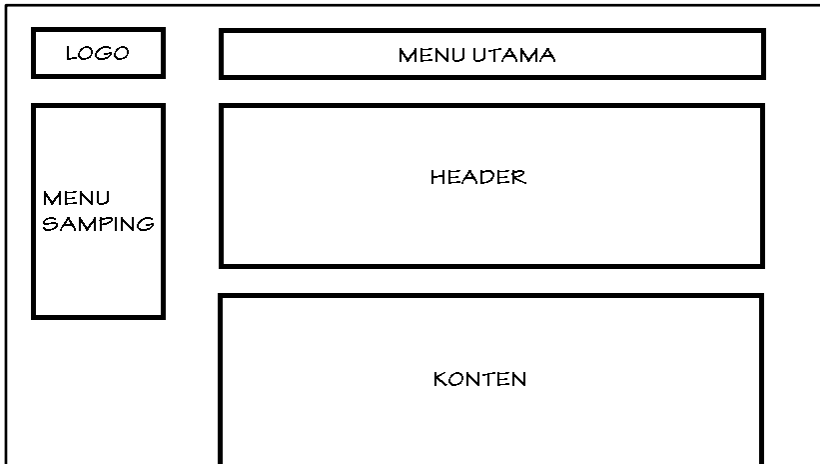 LOGO
MENU UTAMA
MENU
SAMPING
HEADER
KONTEN